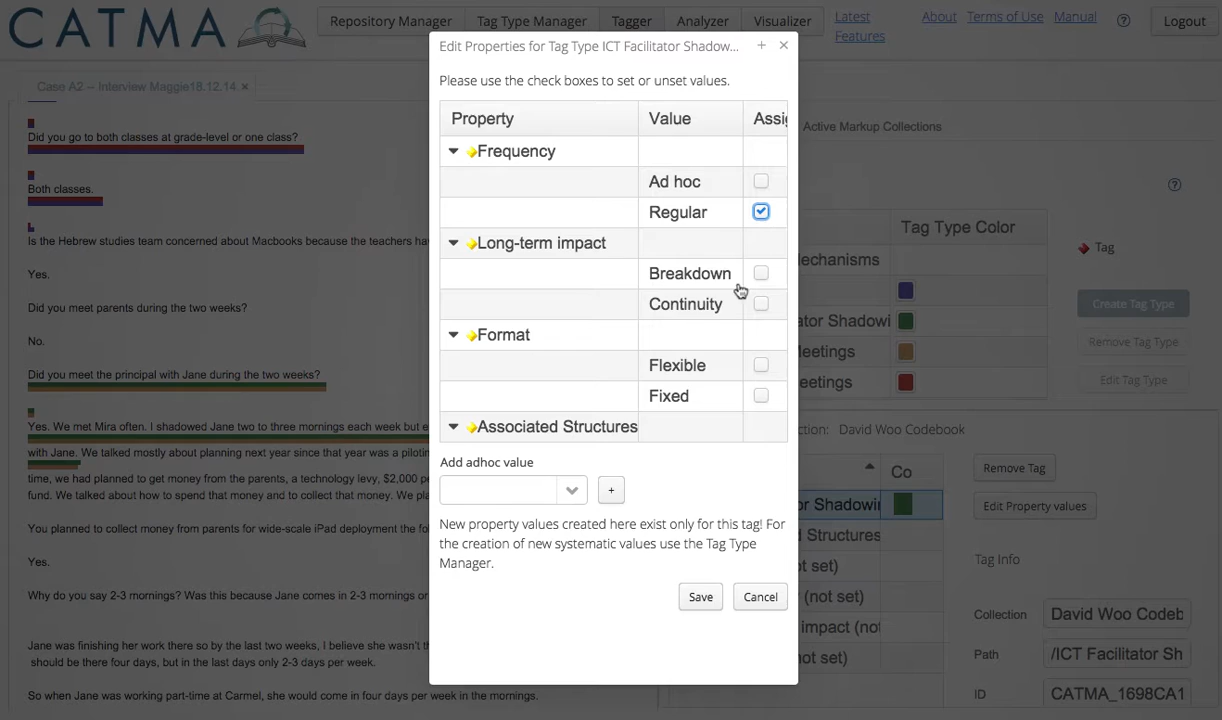 CATMA
Repository Manager
Tag Type Manager
Tagger
Analyzer
Visualizer
Latest
Features
About
Terms of Use
Manual
?
Logout
Case A2 -- Interview Maggie18.12.14 ×
Did you go to both classes at grade-level or one class?
Both classes.
Is the Hebrew studies team concerned about Macbooks because the teachers hav
Yes.
Did you meet parents during the two weeks?
No.
Did you meet the principal with Jane during the two weeks?
Yes. We met Mira often. I shadowed Jane two to three mornings each week but e
with Jane. We talked mostly about planning next year since that year was a pilotin
time, we had planned to get money from the parents, a technology levy, $2,000 pe
fund. We talked about how to spend that money and to collect that money. We pla
You planned to collect money from parents for wide-scale iPad deployment the fol
Yes.
Why do you say 2-3 mornings? Was this because Jane came in 2-3 mornings or
Jane was finishing her work there so by the last two weeks, I believe she wasn't th
should be there four days, but in the last days only 2-3 days per week.
So when Jane was working part-time at Carmel, she would come in four days per week in the mornings.
Edit Properties for Tag Type ICT Facilitator Shadow...
+ ×
Please use the check boxes to set or unset values.
Property Value Assig
Frequency
Ad hoc
Regular
Long-term impact
Breakdown
Continuity
Format
Flexible
Fixed
Associated Structures
Add adhoc value
+
New property values created here exist only for this tag! For
the creation of new systematic values use the Tag Type
Manager.
Save
Cancel
Active Markup Collections
?
Tag Type Color
echanisms
ator Shadowi
Meetings
eetings
Tag
Create Tag Type
Remove Tag Type
Edit Tag Type
ction: David Woo Codebook
Co
or Shadowin
d Structures
ot set)
y (not set)
impact (not
ot set)
Remove Tag
Edit Property values
Tag Info
Collection David Woo Codeb
Path /ICT Facilitator Sh
ID CATMA_1698CA1